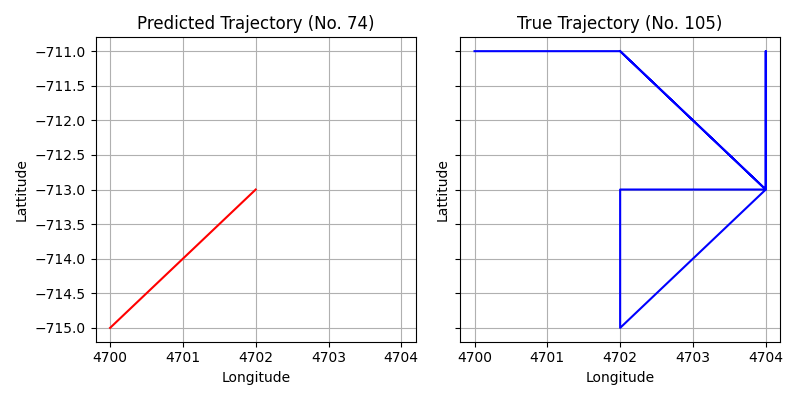 Predicted Trajectory (No. 74)
−711.0
−711.5
−712.0
−712.5
−713.0
−713.5
−714.0
−714.5
−715.0
Lattitude
4700 4701 4702 4703 4704
Longitude
True Trajectory (No. 105)
Lattitude
4700 4701 4702 4703 4704
Longitude